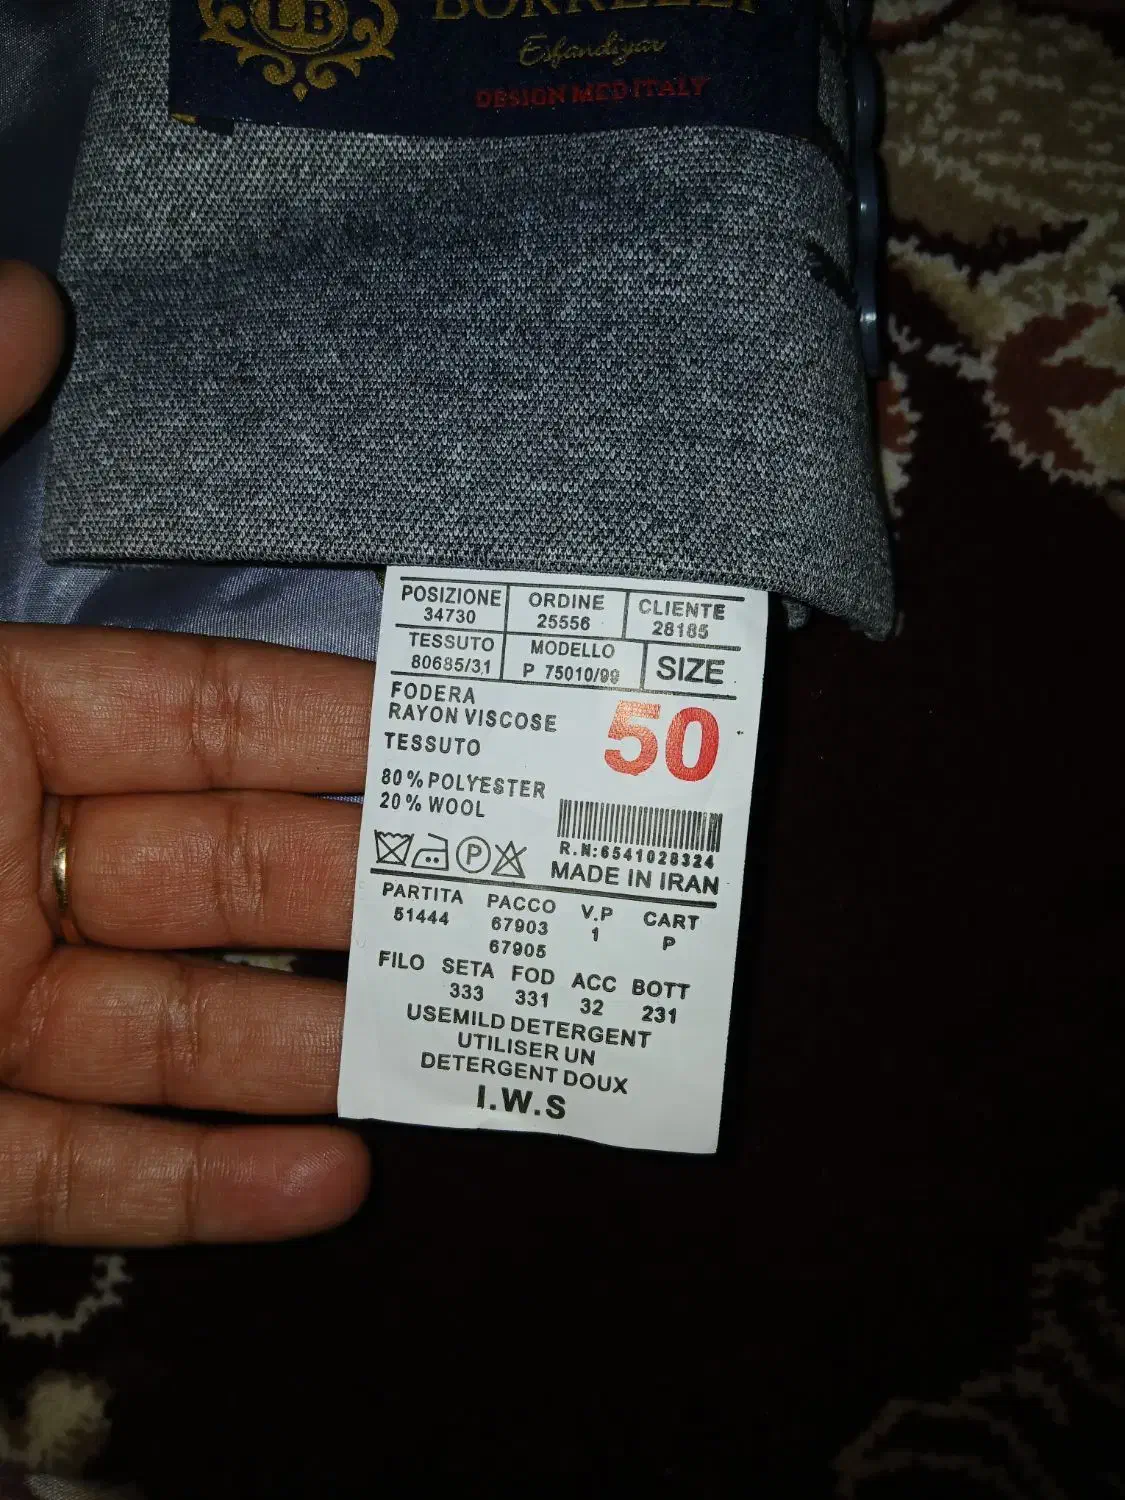 LB
BORRELLI
Esfandiyar
DESIGN MED ITALY
POSIZIONE
34730
ORDINE
25556
CLIENTE
28185
TESSUTO
80685/31
MODELLO
P 75010/99
SIZE
FODERA
RAYON VISCOSE
50
TESSUTO
80% POLYESTER
20% WOOL
P
R.N:6541028324
MADE IN IRAN
PARTITA PACCO V.P CART
51444 67903 1 P
67905
FILO SETA FOD ACC BOTT
333 331 32 231
USEMILD DETERGENT
UTILISER UN
DETERGENT DOUX
I.W.S